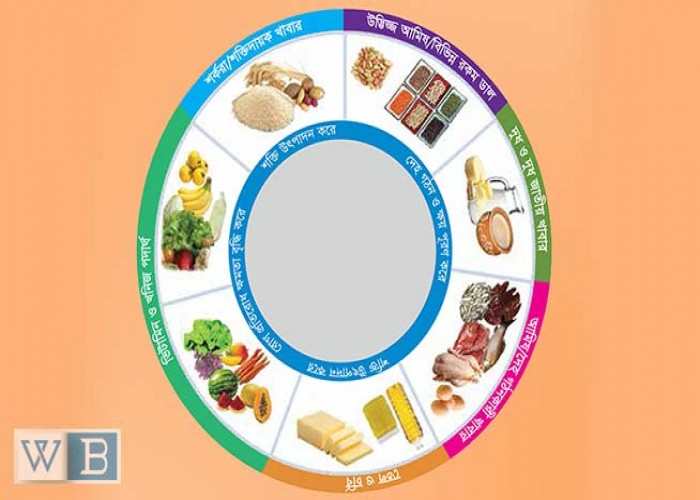 শর্করা/শক্তিদায়ক খাবার
উদ্ভিজ্জ আমিষ/বিভিন্ন রকম ডাল
দুধ ও দুধ জাতীয় খাবার
আমিষ/দেহ গঠনকারী খাবার
তেল ও চর্বি
ভিটামিন ও খনিজ পদার্থ
শক্তি উৎপাদন করে
দেহ গঠন ও ক্ষয় পূরণ করে
শক্তি উৎপাদন করে
রোগ প্রতিরোধ ক্ষমতা বৃদ্ধি করে
WB